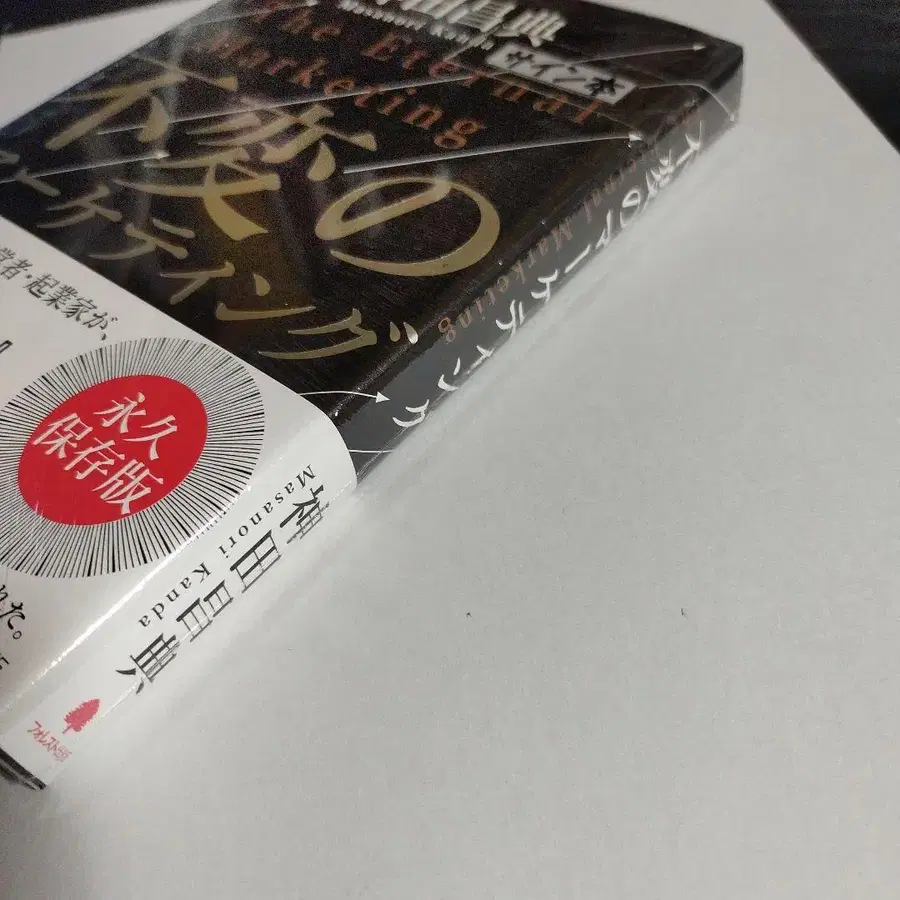 田昌典
Masanori Kanda
サイン本
The Eternal
Marketing
不変の
マーケティング
営者・起業家が、
永久
保存版
れた。
不変のマーケティング
Eternal Marketing
神田昌典
Masanori Kanda
フォレスト出版